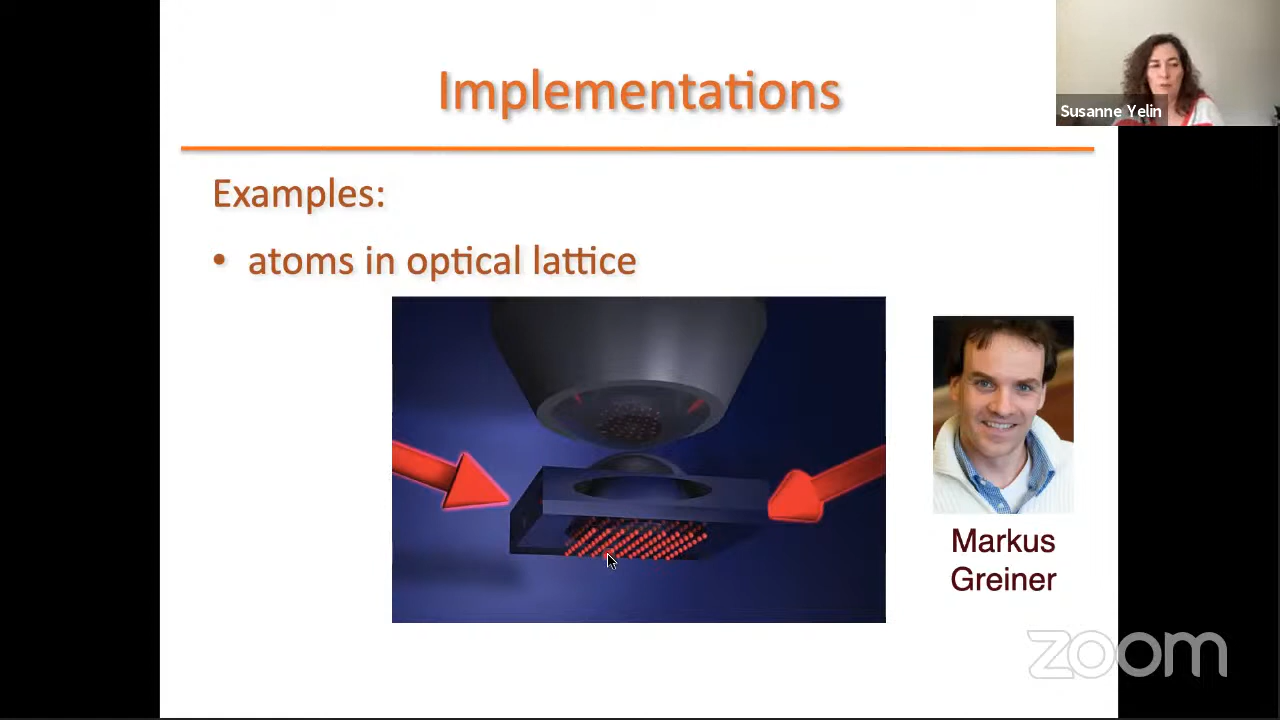 Implementations
Susanne Yelin
Examples:
• atoms in optical lattice
Markus
Greiner
zoom